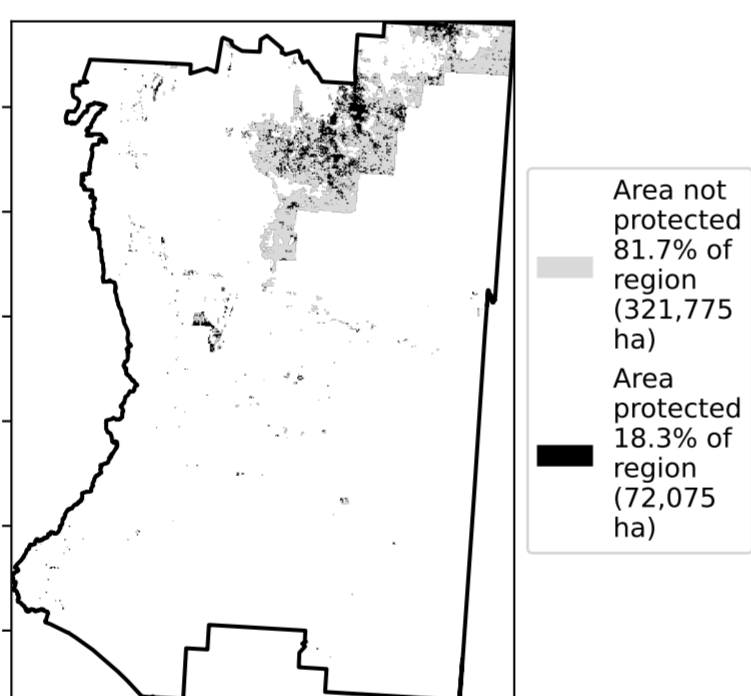 Area not
protected
81.7% of
region
(321,775
ha)
Area
protected
18.3% of
region
(72,075
ha)